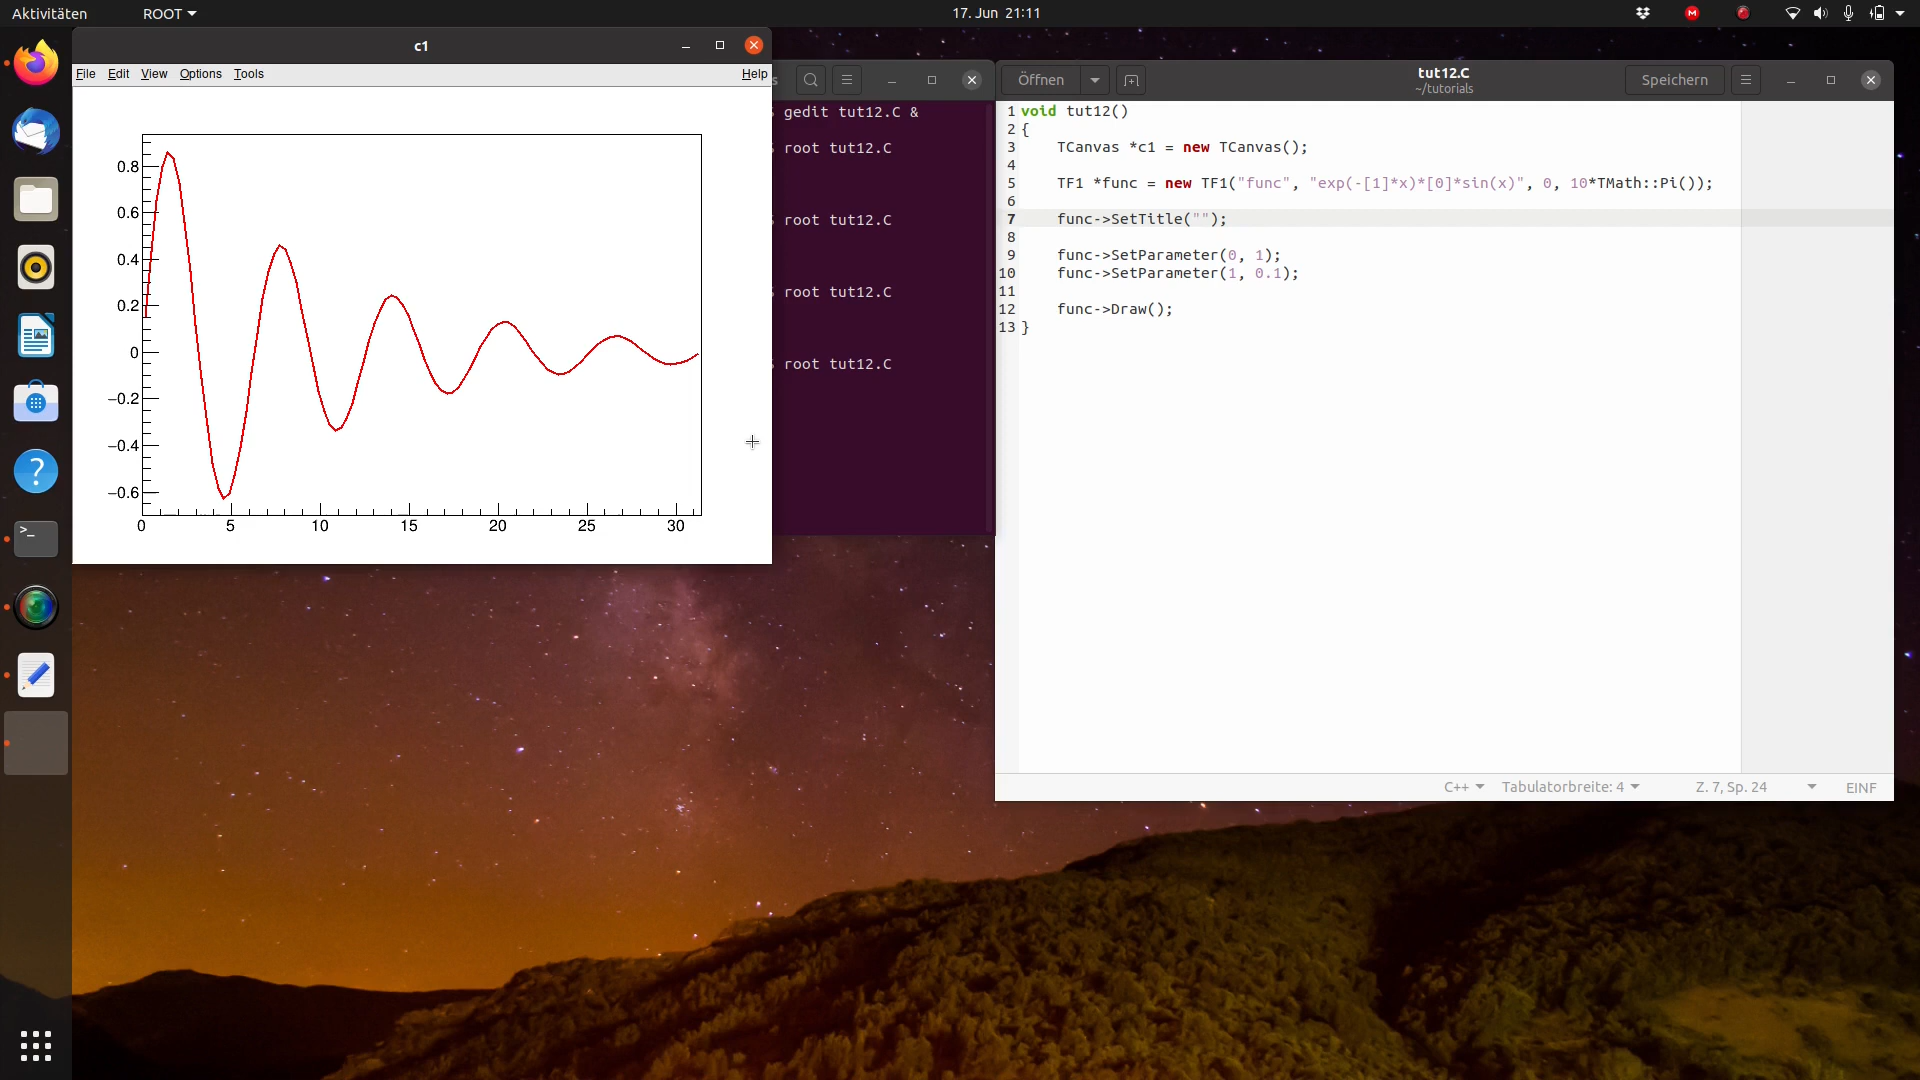 Aktivitäten
ROOT
17. Jun 21:11
c1
File Edit View Options Tools
Help
0.8
0.6
0.4
0.2
0
−0.2
−0.4
−0.6
0 5 10 15 20 25 30
s
gedit tut12.C &
root tut12.C
root tut12.C
root tut12.C
root tut12.C
Öffnen
tut12.C
~/tutorials
Speichern
1 void tut12()
2 {
3 TCanvas *c1 = new TCanvas();
4
5 TF1 *func = new TF1("func", "exp(-[1]*x)*[0]*sin(x)", 0, 10*TMath::Pi());
6
7 func->SetTitle("");
8
9 func->SetParameter(0, 1);
10 func->SetParameter(1, 0.1);
11
12 func->Draw();
13 }
C++ Tabulatorbreite: 4 Z. 7, Sp. 24 EINF